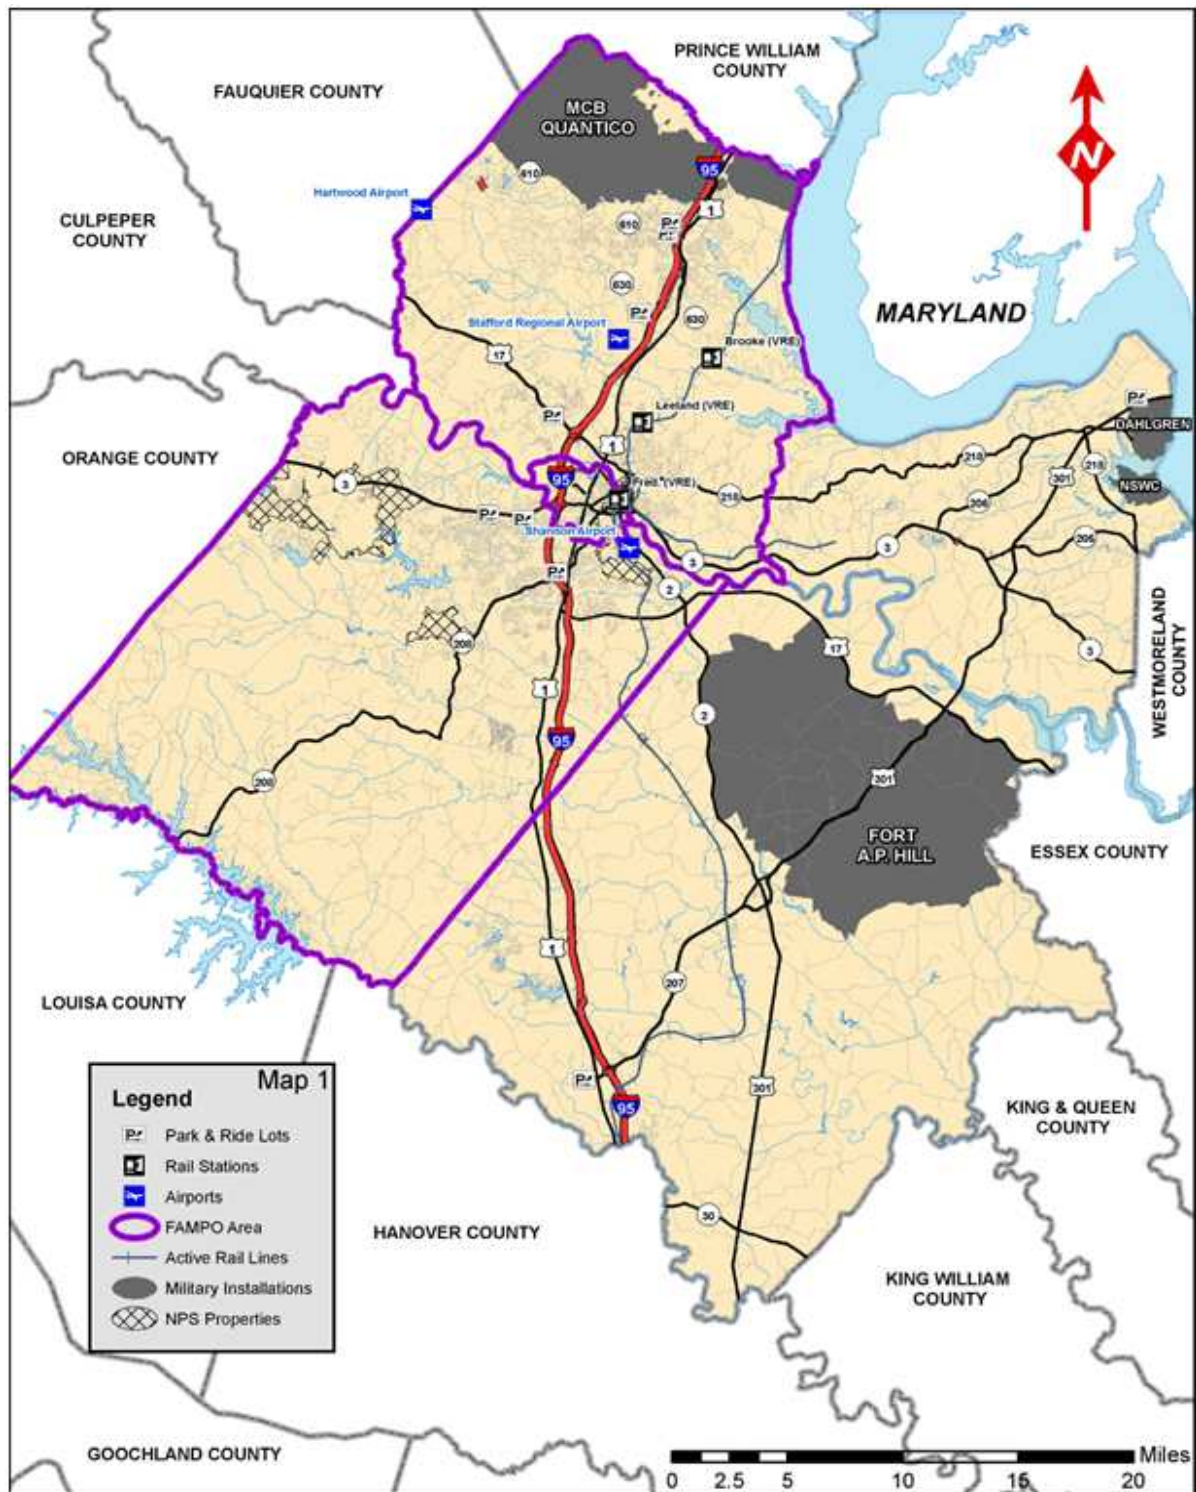 PRINCE WILLIAM
COUNTY
FAUQUIER COUNTY
MCB
QUANTICO
N
95
610
Hartwood Airport
1
CULPEPER
COUNTY
610
P
630
MARYLAND
P
630
Stafford Regional Airport
Brooke (VRE)
17
P
Leeland (VRE)
P
DAHLGREN
1
ORANGE COUNTY
218
218
301
95
3
Fred. (VRE)
NSWC
218
206
P
P
Shannon Airport
206
3
3
P
2
208
17
3
WESTMORELAND
COUNTY
1
2
95
301
208
FORT
A.P. HILL
ESSEX COUNTY
1
207
LOUISA COUNTY
P
301
95
KING & QUEEN
COUNTY
30
HANOVER COUNTY
KING WILLIAM
COUNTY
Map 1
Legend
P Park & Ride Lots
Rail Stations
Airports
FAMPO Area
Active Rail Lines
Military Installations
NPS Properties
GOOCHLAND COUNTY
Miles
0 2.5 5 10 15 20